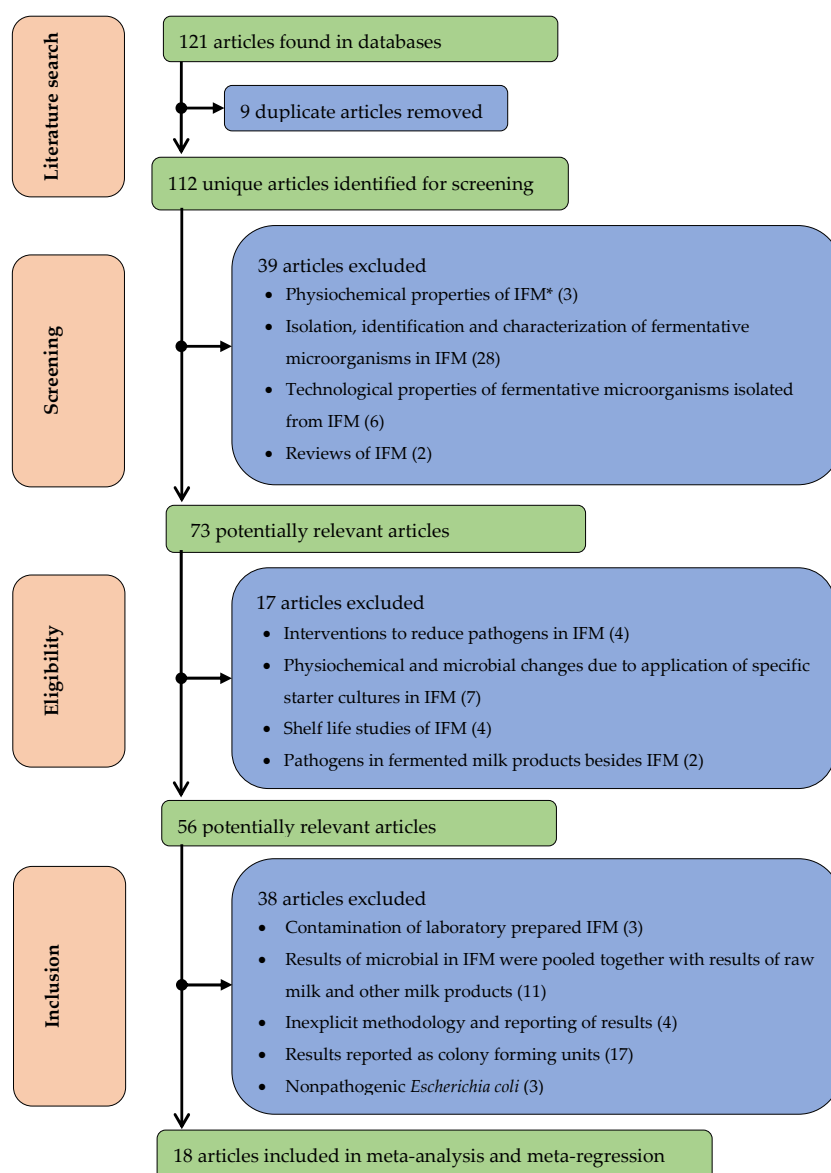 Literature search
121 articles found in databases
9 duplicate articles removed
112 unique articles identified for screening
Screening
39 articles excluded
• Physiochemical properties of IFM* (3)
• Isolation, identification and characterization of fermentative
microorganisms in IFM (28)
• Technological properties of fermentative microorganisms isolated
from IFM (6)
• Reviews of IFM (2)
73 potentially relevant articles
Eligibility
17 articles excluded
• Interventions to reduce pathogens in IFM (4)
• Physiochemical and microbial changes due to application of specific
starter cultures in IFM (7)
• Shelf life studies of IFM (4)
• Pathogens in fermented milk products besides IFM (2)
56 potentially relevant articles
Inclusion
38 articles excluded
• Contamination of laboratory prepared IFM (3)
• Results of microbial in IFM were pooled together with results of raw
milk and other milk products (11)
• Inexplicit methodology and reporting of results (4)
• Results reported as colony forming units (17)
• Nonpathogenic Escherichia coli (3)
18 articles included in meta-analysis and meta-regression